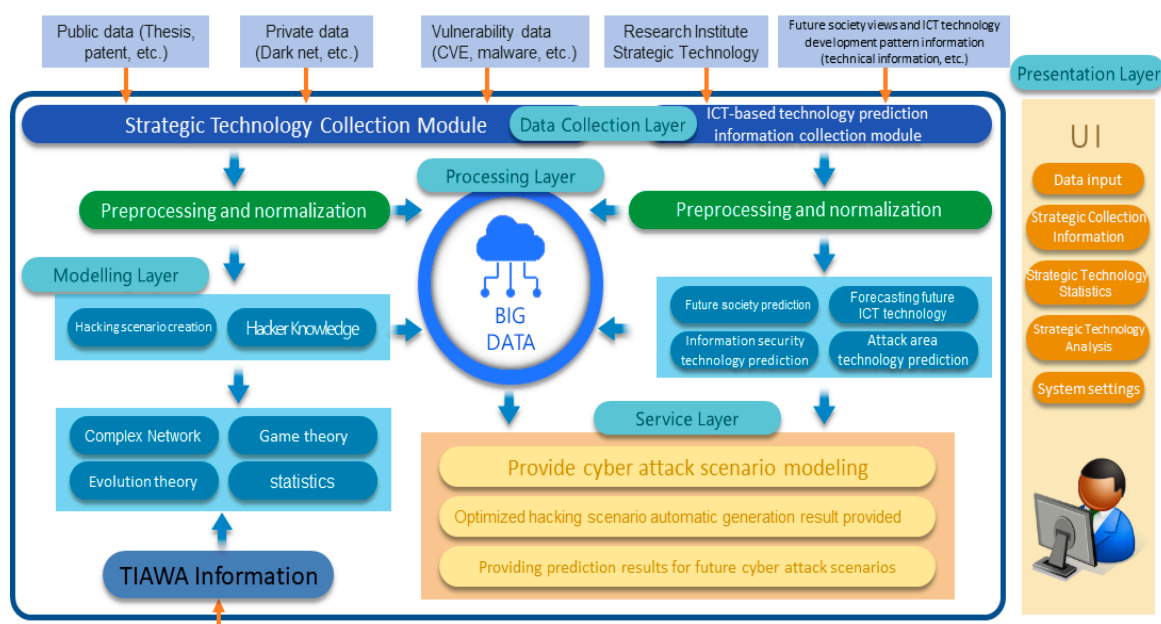 Public data (Thesis,
patent, etc.)
Private data
(Dark net, etc.)
Vulnerability data
(CVE, malware, etc.)
Research Institute
Strategic Technology
Future society views and ICT technology
development pattern information
(technical information, etc.)
Presentation Layer
Strategic Technology Collection Module
Data Collection Layer
ICT-based technology prediction
information collection module
UI
Processing Layer
Data input
Preprocessing and normalization
Preprocessing and normalization
Strategic Collection
Information
Modelling Layer
Strategic Technology
Statistics
Hacking scenario creation
Hacker Knowledge
BIG
DATA
Future society prediction
Forecasting future
ICT technology
Information security
technology prediction
Attack area
technology prediction
Strategic Technology
Analysis
System settings
Service Layer
Complex Network
Game theory
Evolution theory
statistics
Provide cyber attack scenario modeling
Optimized hacking scenario automatic generation result provided
Providing prediction results for future cyber attack scenarios
TIAWA Information